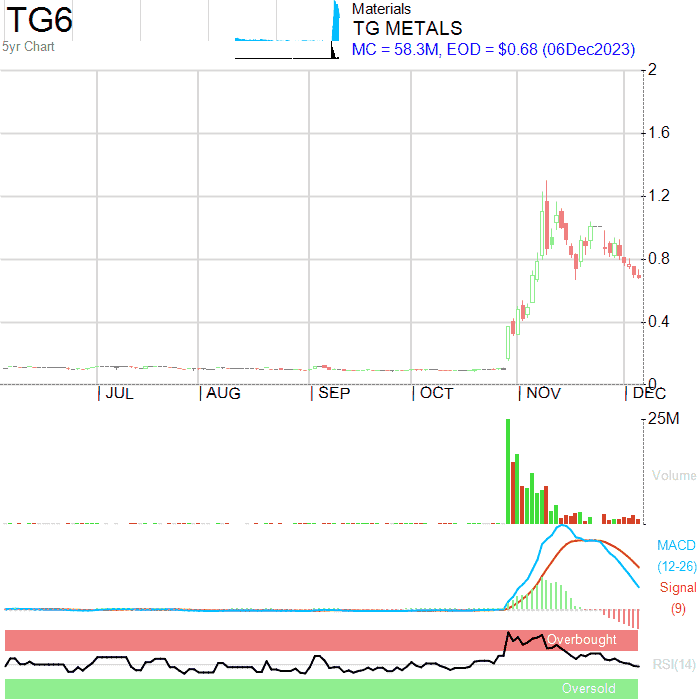 TG6
5yr Chart
Materials
TG METALS
MC = 58.3M, EOD = $0.68 (06Dec2023)
2
1.6
1.2
0.8
0.4
0
JUL AUG SEP OCT NOV DEC
25M
Volume
MACD
(12-26)
Signal
(9)
Overbought
RSI(14)
Oversold